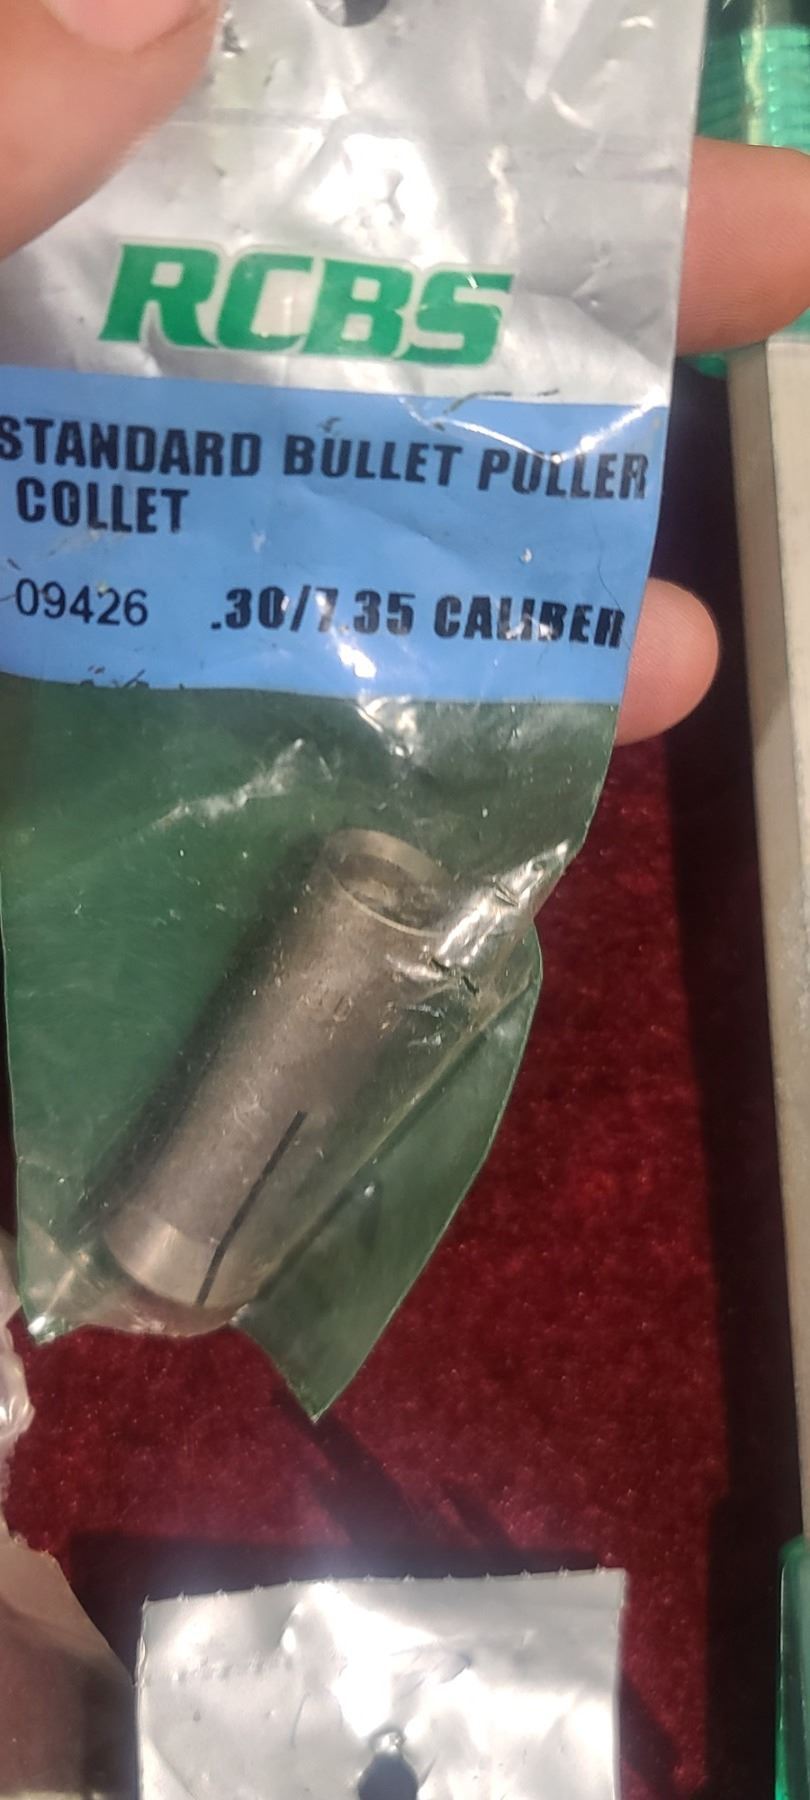 RCBS
STANDARD BULLET PULLER
COLLET
09426 .30/7.35 CALIBER